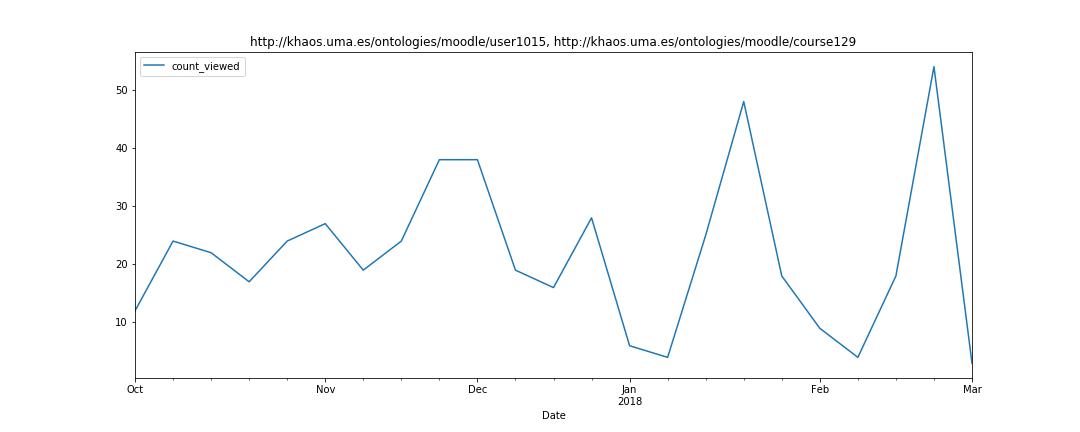 http://khaos.uma.es/ontologies/moodle/user1015, http://khaos.uma.es/ontologies/moodle/course129
count_viewed
50
40
30
20
10
Oct Nov Dec Jan Feb Mar
2018
Date